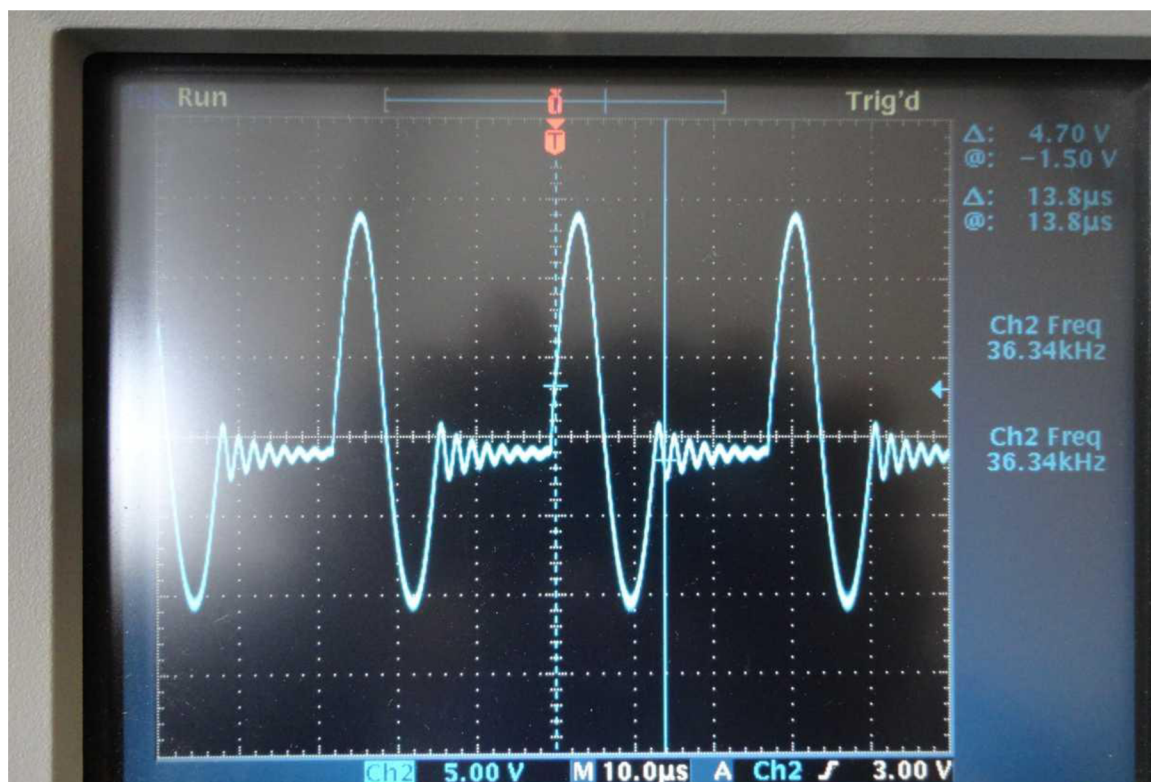 Run
Trig'd
T
Δ: 4.70 V
@: −1.50 V
Δ: 13.8µs
@: 13.8µs
Ch2 Freq
36.34kHz
Ch2 Freq
36.34kHz
Ch2 5.00 V M 10.0µs A Ch2 3.00 V